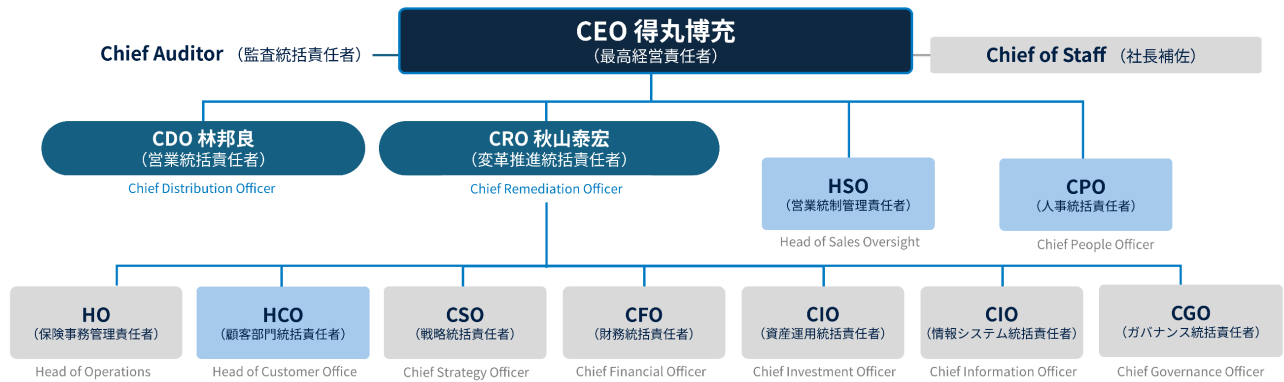 CEO 得丸博充
（最高経営責任者）
Chief Auditor （監査統括責任者）
Chief of Staff （社長補佐）
CDO 林邦良
（営業統括責任者）
Chief Distribution Officer
CRO 秋山泰宏
（変革推進統括責任者）
Chief Remediation Officer
HSO
（営業統制管理責任者）
Head of Sales Oversight
CPO
（人事統括責任者）
Chief People Officer
HO
（保険事務管理責任者）
Head of Operations
HCO
（顧客部門統括責任者）
Head of Customer Office
CSO
（戦略統括責任者）
Chief Strategy Officer
CFO
（財務統括責任者）
Chief Financial Officer
CIO
（資産運用統括責任者）
Chief Investment Officer
CIO
（情報システム統括責任者）
Chief Information Officer
CGO
（ガバナンス統括責任者）
Chief Governance Officer